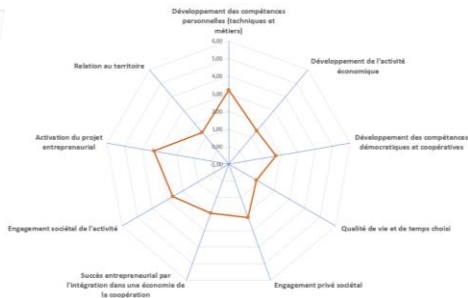 Développement des compétences
personnelles (techniques et
métiers)
6,00
5,00
4,00
3,00
2,00
1,00
0,00
-1,00
Développement de l'activité
économique
Relation au territoire
Activation du projet
entrepreneurial
Développement des compétences
démocratiques et coopératives
Engagement sociétal de l'activité
Qualité de vie et de temps choisi
Succès entrepreneurial par
l'intégration dans une économie de
la coopération
Engagement privé sociétal